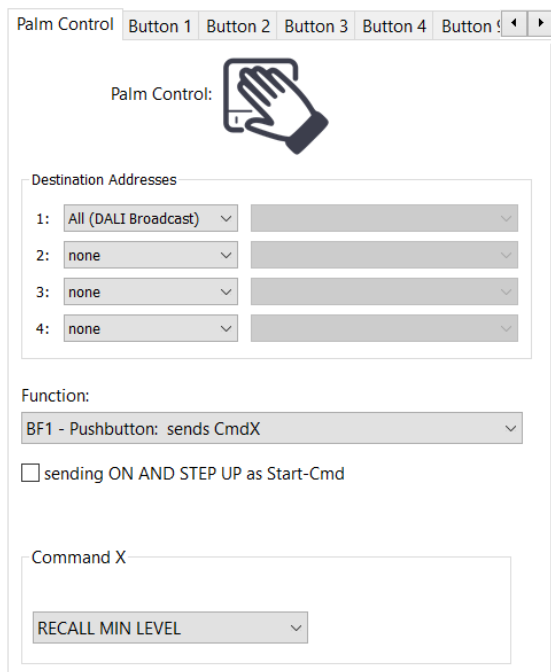 Palm Control Button 1 Button 2 Button 3 Button 4 Button
Palm Control:
Destination Addresses
1: All (DALI Broadcast)
2: none
3: none
4: none
Function:
BF1 - Pushbutton: sends CmdX
sending ON AND STEP UP as Start-Cmd
Command X
RECALL MIN LEVEL